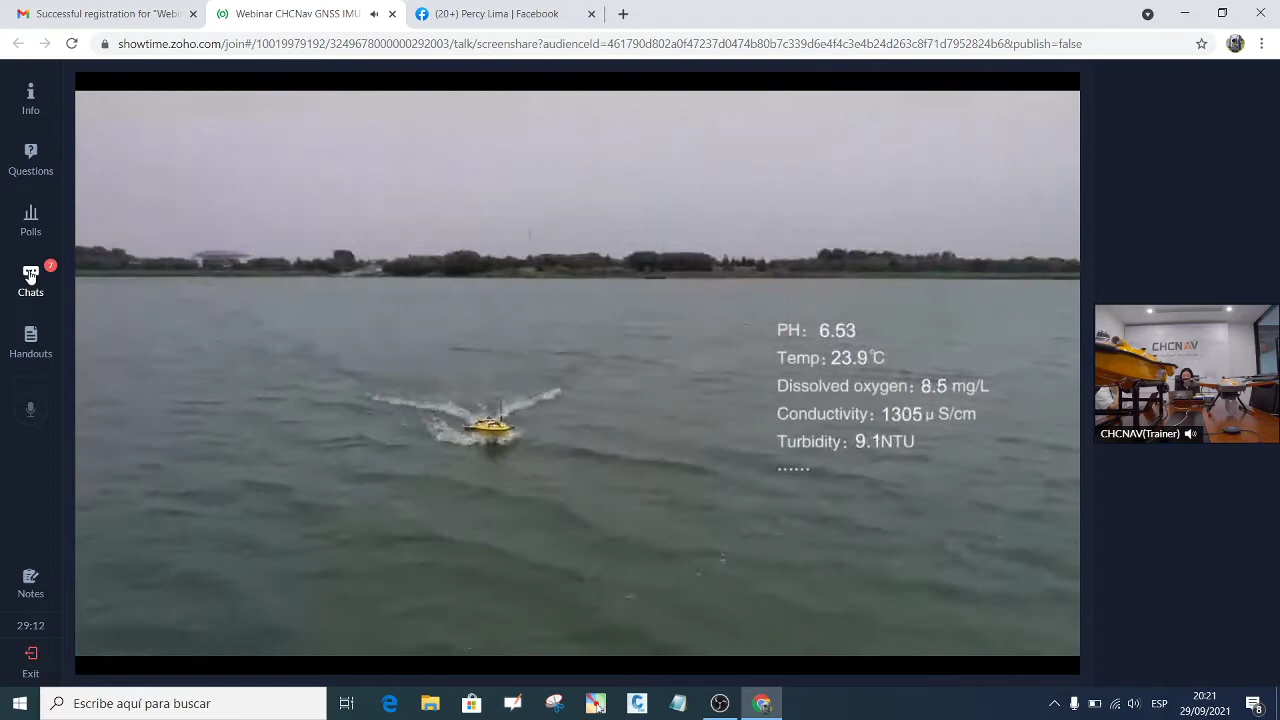 Successful registration for "Webi
Webinar CHCNav GNSS IMU
(20+) Percy Lima | Facebook
showtime.zoho.com/join#/10019979192/3249678000000292003/talk/screenshare?audienceId=461790d802a0f47237d0474b80b7c338d6e4f4c3e4b24d263c8f71d7952824b6&publish=false
Info
Questions
Polls
7
Chats
Handouts
PH: 6.53
Temp: 23.9℃
Dissolved oxygen: 8.5 mg/L
Conductivity: 1305 μ S/cm
Turbidity: 9.1NTU
......
CHCNAV
CHCNAV(Trainer)
Notes
29:12
Exit
Escribe aquí para buscar
ESP
20:21
29/09/2021
8